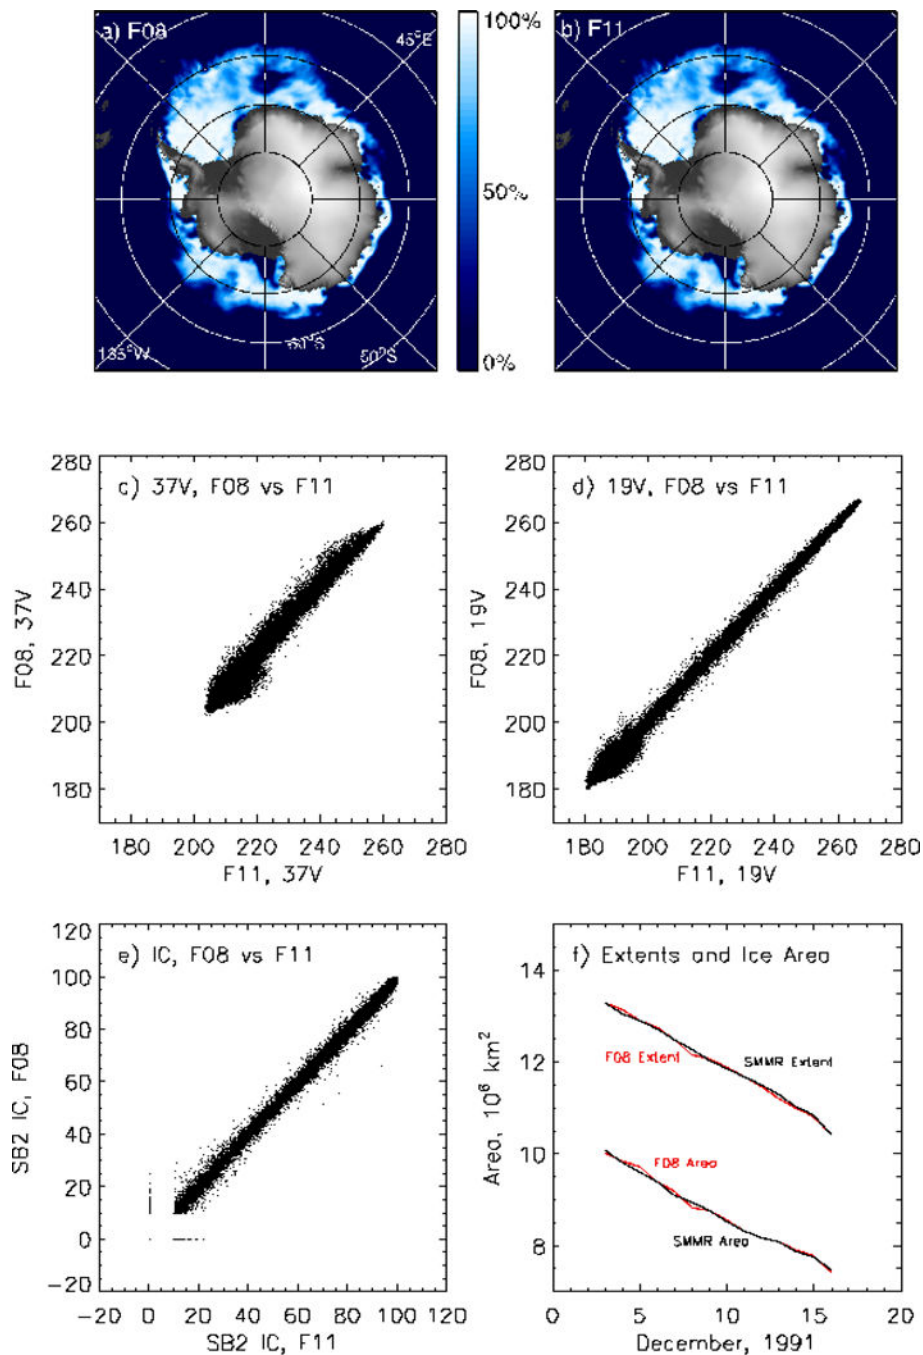 a) F08
45°E
135°W
60°S
50°S
100%
50%
0%
b) F11
c) 37V, F08 vs F11
F08, 37V
280
260
240
220
200
180
180 200 220 240 260 280
F11, 37V
d) 19V, F08 vs F11
F08, 19V
280
260
240
220
200
180
180 200 220 240 260 280
F11, 19V
e) IC, F08 vs F11
SB2 IC, F08
120
100
80
60
40
20
0
-20
-20 0 20 40 60 80 100 120
SB2 IC, F11
f) Extents and Ice Area
Area, 10⁶ km²
14
12
10
8
F08 Extent
SMMR Extent
F08 Area
SMMR Area
0 5 10 15 20
December, 1991